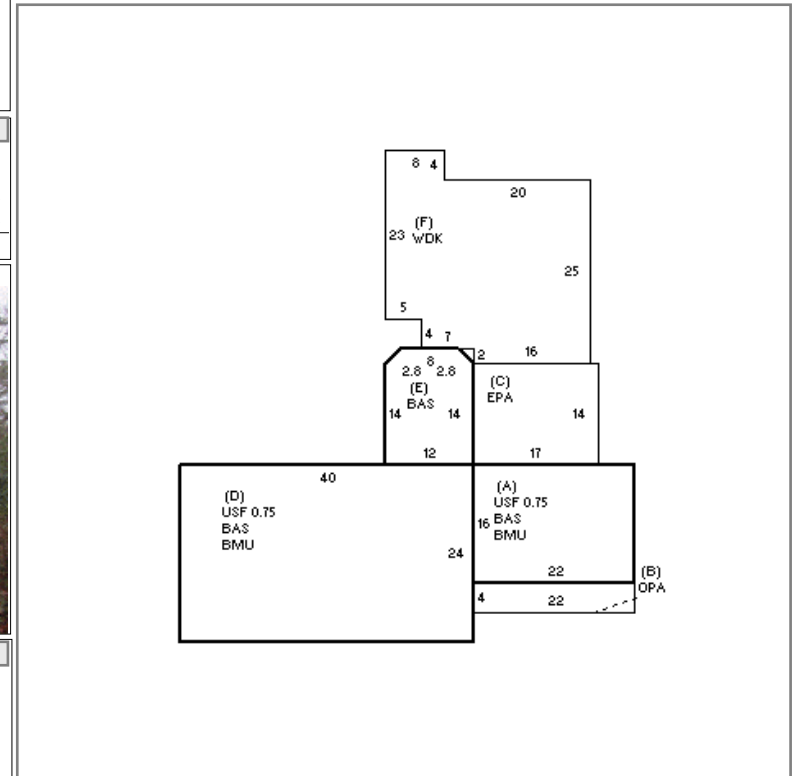 8 4
20
(F)
23 WDK
25
5
4 7
2 16
8
2.8 2.8
(C)
EPA
(E)
BAS
14 14 14
12 17
40
(A)
USF 0.75
16 BAS
BMU
(D)
USF 0.75
BAS
BMU
24
22
(B)
OPA
4 22